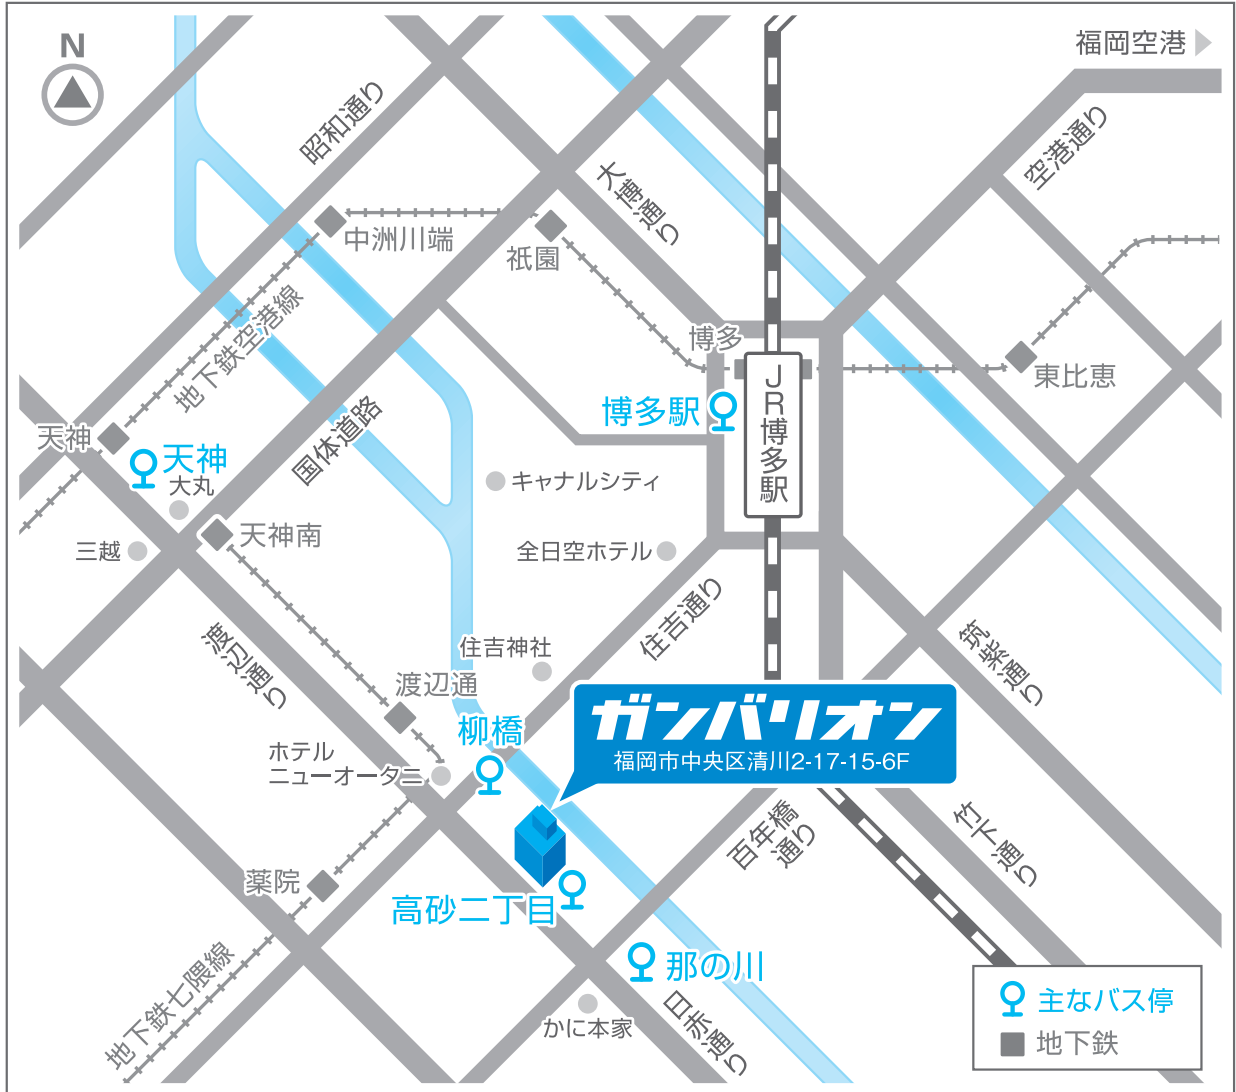 N
福岡空港
昭和通り
大博通り
空港通り
中洲川端
祇園
地下鉄空港線
博多
東比恵
国体道路
博多駅
JR博多駅
天神
天神
大丸
キャナルシティ
天神南
三越
全日空ホテル
住吉通り
渡辺通り
住吉神社
筑紫通り
渡辺通
柳橋
ガンバリオン
福岡市中央区清川2-17-15-6F
ホテル
ニューオータニ
百年橋
通り
竹下通り
薬院
高砂二丁目
地下鉄七隈線
那の川
かに本家
日赤通り
主なバス停
地下鉄